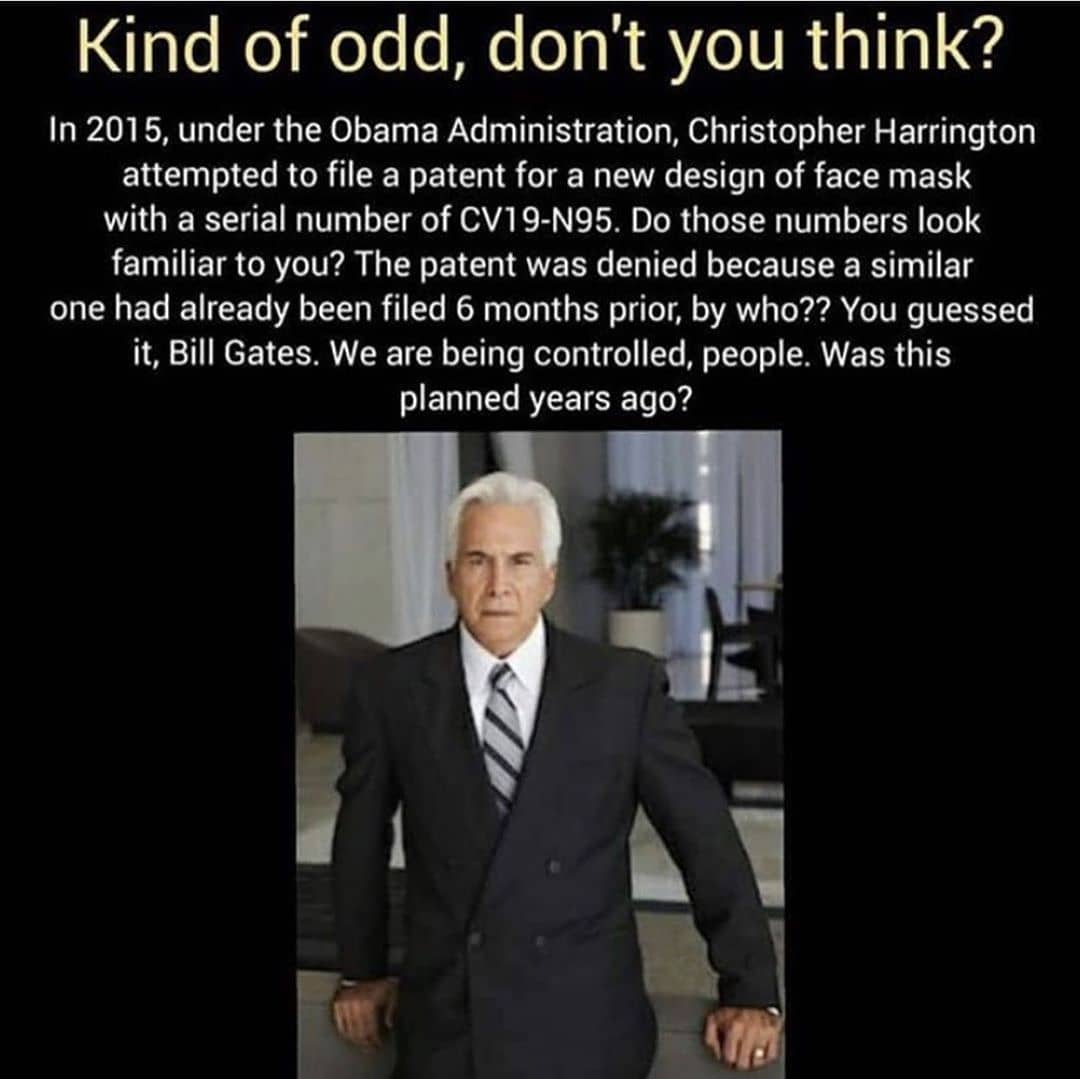 Kind of odd, don't you think?
In 2015, under the Obama Administration, Christopher Harrington
attempted to file a patent for a new design of face mask
with a serial number of CV19-N95. Do those numbers look
familiar to you? The patent was denied because a similar
one had already been filed 6 months prior, by who?? You guessed
it, Bill Gates. We are being controlled, people. Was this
planned years ago?